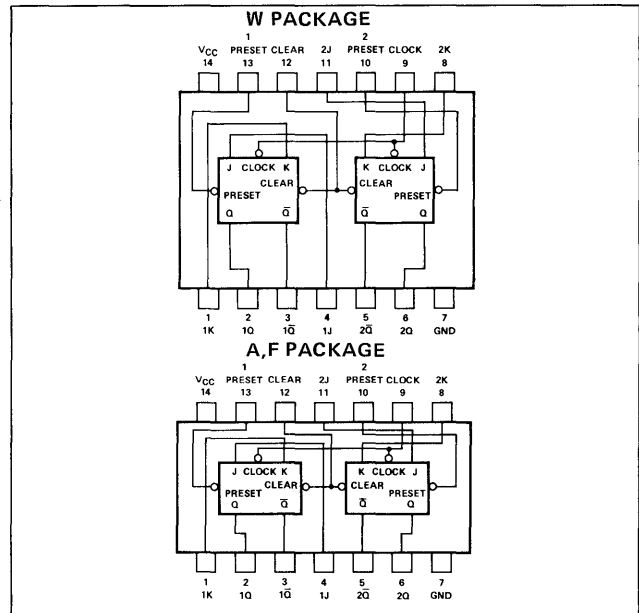 W PACKAGE
1 2
VCC PRESET CLEAR 2J PRESET CLOCK 2K
14 13 12 11 10 9 8
J CLOCK K K CLOCK J
CLEAR CLEAR
PRESET PRESET
Q Q̅ Q̅ Q
1 2 3 4 5 6 7
1K 1Q 1Q̅ 1J 2Q̅ 2Q GND
A,F PACKAGE
1 2
VCC PRESET CLEAR 2J PRESET CLOCK 2K
14 13 12 11 10 9 8
J CLOCK K K CLOCK J
CLEAR CLEAR
PRESET PRESET
Q Q̅ Q̅ Q
1 2 3 4 5 6 7
1K 1Q 1Q̅ 1J 2Q̅ 2Q GND